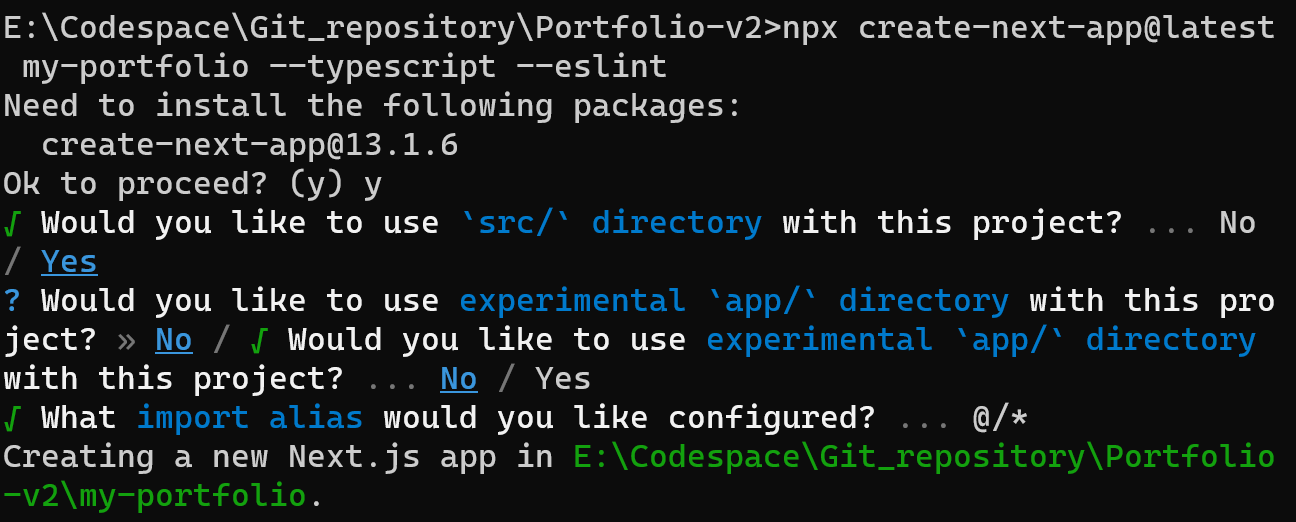 E:\Codespace\Git_repository\Portfolio-v2>npx create-next-app@latest
 my-portfolio --typescript --eslint
Need to install the following packages:
  create-next-app@13.1.6
Ok to proceed? (y) y
√ Would you like to use `src/` directory with this project? ... No
/ Yes
? Would you like to use experimental `app/` directory with this pro
ject? » No / √ Would you like to use experimental `app/` directory
with this project? ... No / Yes
√ What import alias would you like configured? ... @/*
Creating a new Next.js app in E:\Codespace\Git_repository\Portfolio
-v2\my-portfolio.